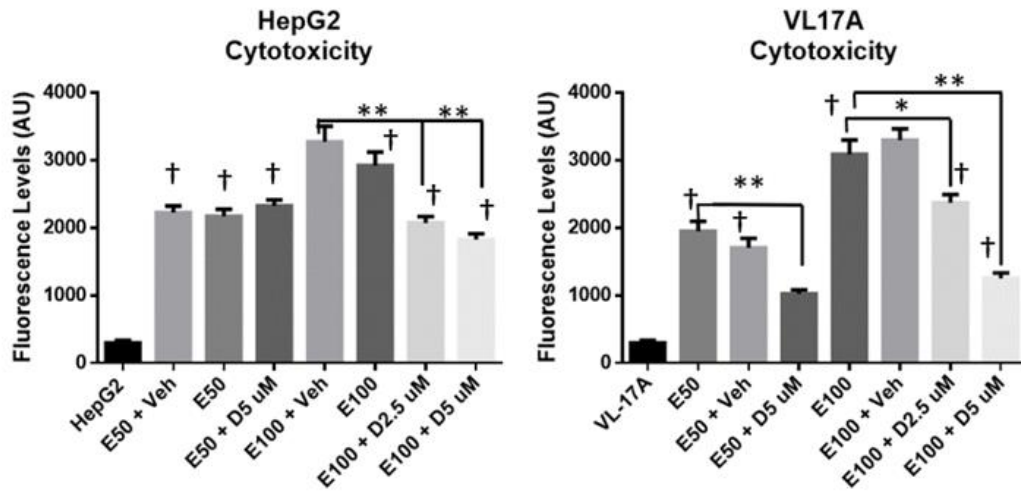 HepG2
Cytotoxicity
Fluorescence Levels (AU)
4000
3000
2000
1000
0
†
†
†
†
†
†
**
**
HepG2
E50 + Veh
E50
E50 + D5 uM
E100 + Veh
E100
E100 + D2.5 uM
E100 + D5 uM
VL17A
Cytotoxicity
Fluorescence Levels (AU)
4000
3000
2000
1000
0
†
†
**
†
**
*
†
†
VL-17A
E50
E50 + Veh
E50 + D5 uM
E100
E100 + Veh
E100 + D2.5 uM
E100 + D5 uM